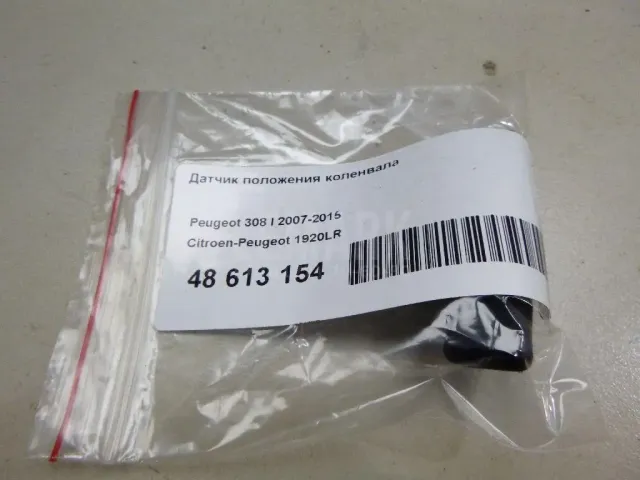 Датчик положения коленвала
Peugeot 308 I 2007-2015
Citroen-Peugeot 1920LR
48 613 154